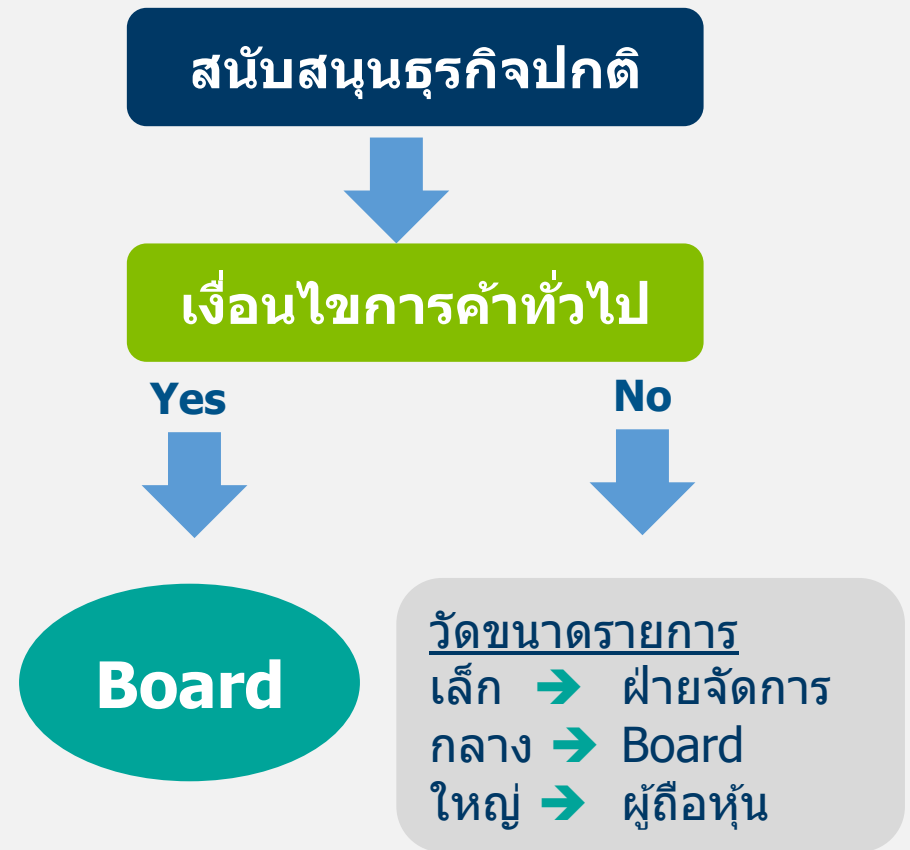 สนับสนุนธุรกิจปกติ
เงื่อนไขการค้าทั่วไป
Yes
No
Board
วัดขนาดรายการ
เล็ก ➔ ฝ่ายจัดการ
กลาง ➔ Board
ใหญ่ ➔ ผู้ถือหุ้น